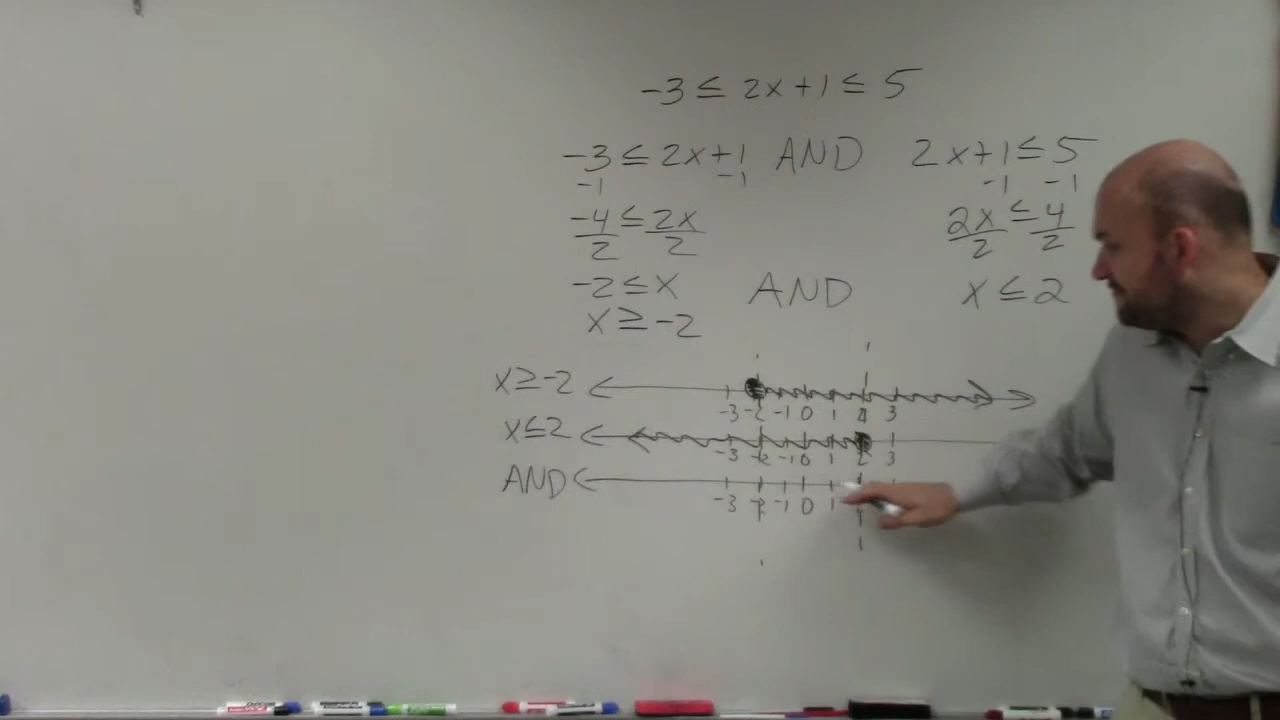 -3 ≤ 2x+1 ≤ 5
-3 ≤ 2x+1 AND 2x+1 ≤ 5
-1 -1 -1 -1
-4 ≤ 2x 2x ≤ 4
2 2 2 2
-2 ≤ x AND x ≤ 2
x ≥ -2
x ≥ -2
-3 -2 -1 0 1 2 3
x ≤ 2
-3 -2 -1 0 1 2 3
AND
-3 -2 -1 0 1